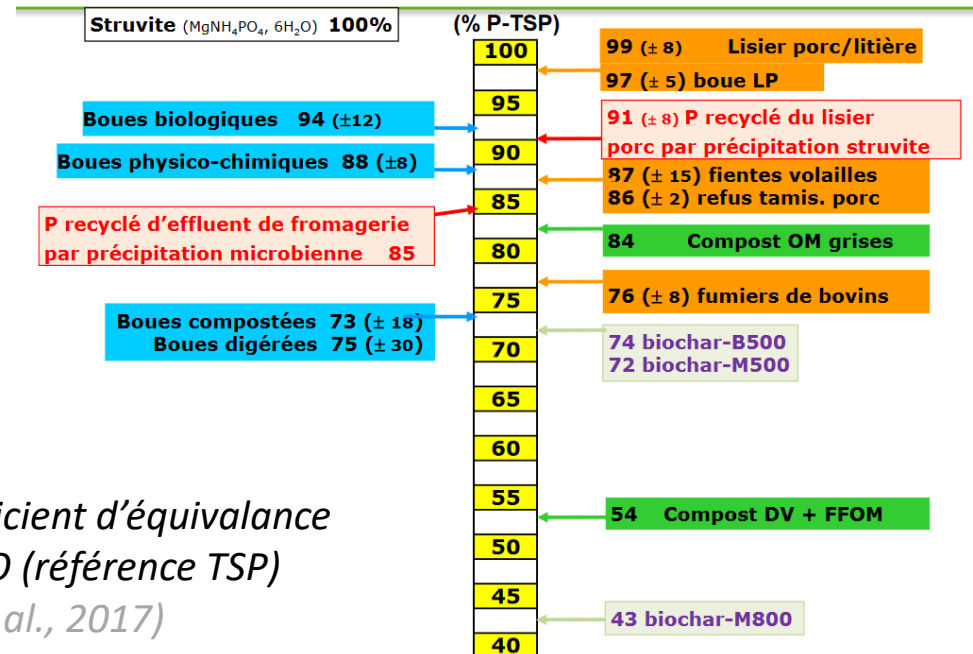 Struvite (MgNH₄PO₄, 6H₂O) 100%
(% P-TSP)
100
95
90
85
80
75
70
65
60
55
50
45
40
Boues biologiques 94 (±12)
Boues physico-chimiques 88 (±8)
P recyclé d'effluent de fromagerie
par précipitation microbienne 85
Boues compostées 73 (± 18)
Boues digérées 75 (± 30)
99 (± 8) Lisier porc/litière
97 (± 5) boue LP
91 (± 8) P recyclé du lisier
porc par précipitation struvite
87 (± 15) fientes volailles
86 (± 2) refus tamis. porc
84 Compost OM grises
76 (± 8) fumiers de bovins
74 biochar-B500
72 biochar-M500
54 Compost DV + FFOM
43 biochar-M800
icient d'équivalance
(référence TSP)
al., 2017)